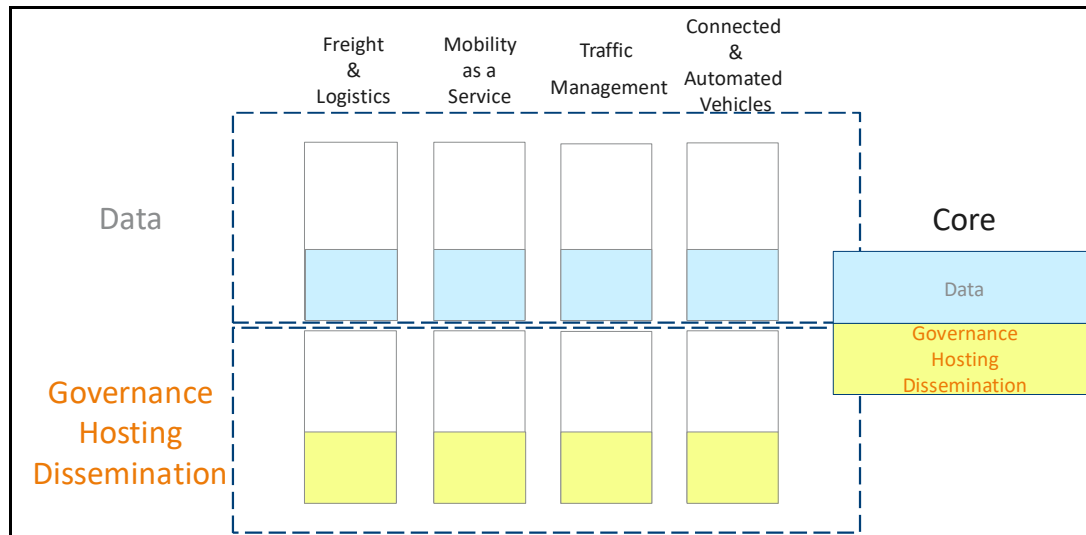 Freight
&
Logistics
Mobility
as a
Service
Traffic
Management
Connected
&
Automated
Vehicles
Data
Core
Data
Governance
Hosting
Dissemination
Governance
Hosting
Dissemination